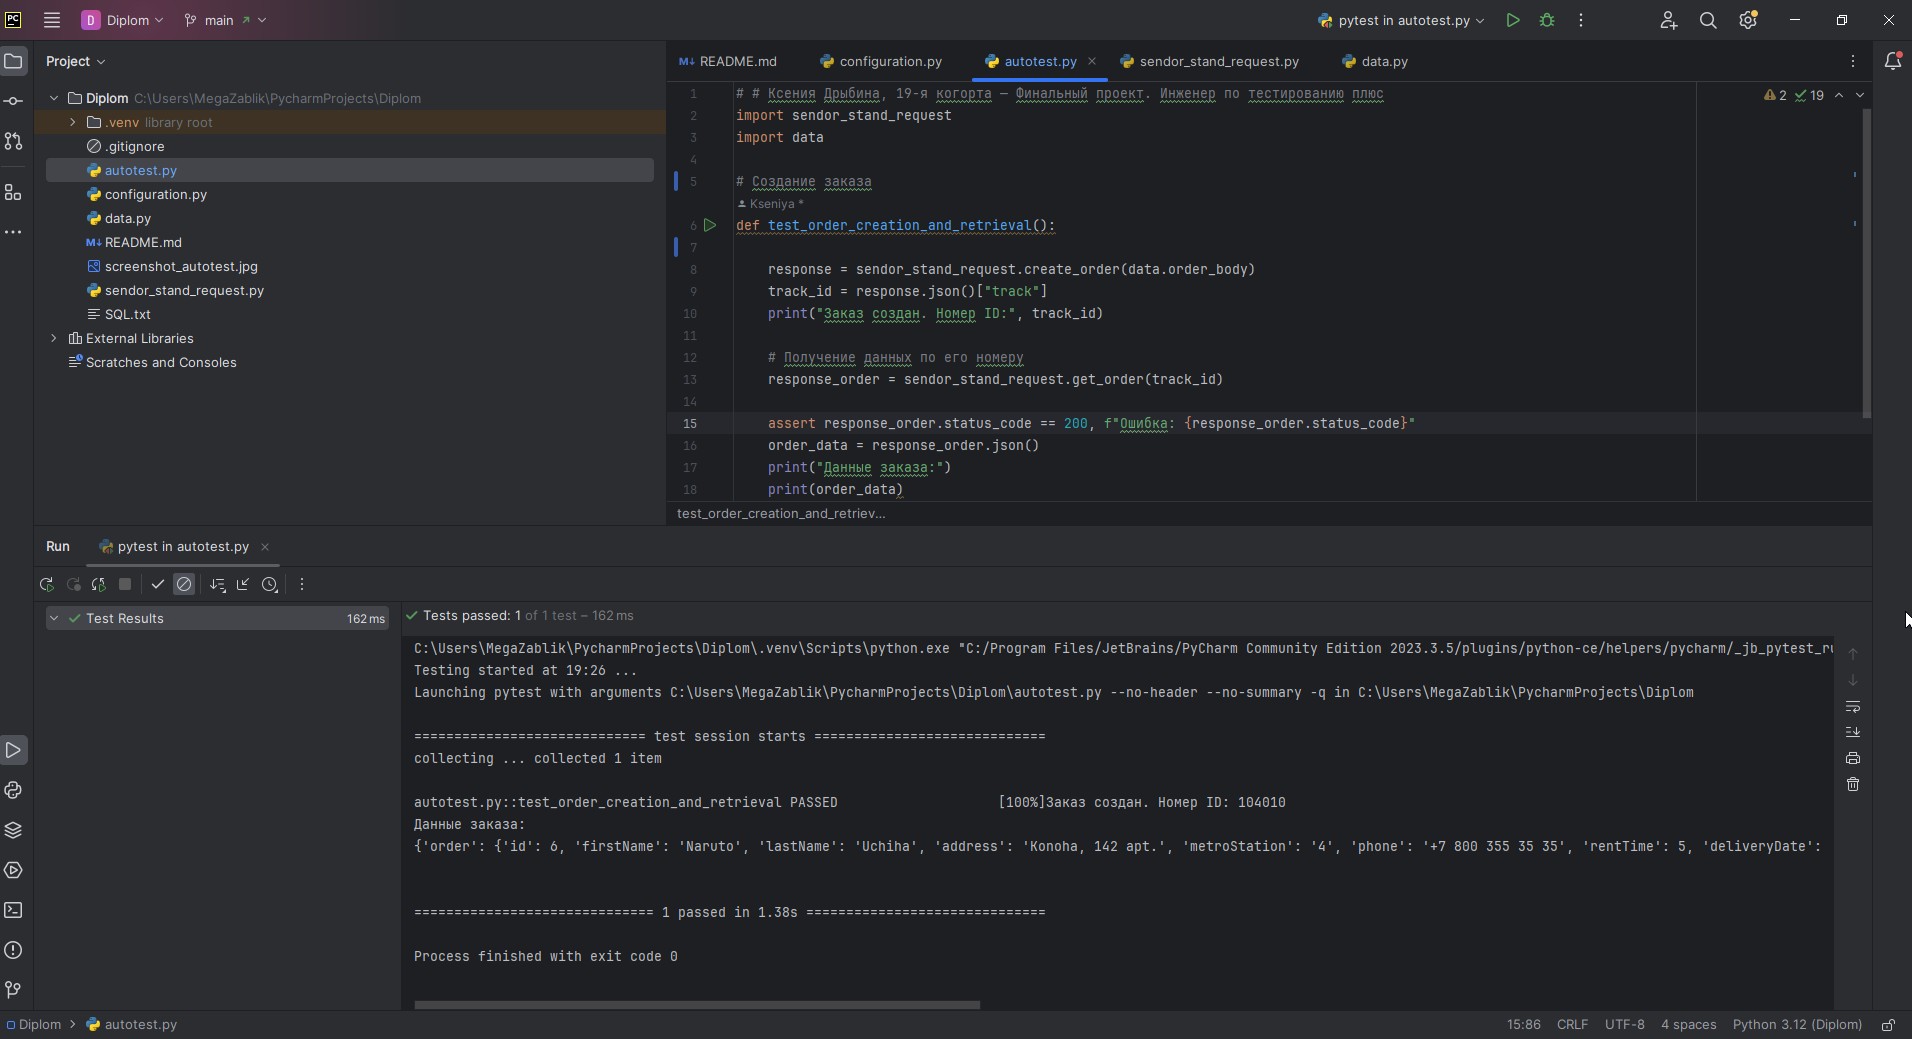 PC
D Diplom
main
pytest in autotest.py
Project
Diplom C:\Users\MegaZablik\PycharmProjects\Diplom
.venv library root
.gitignore
autotest.py
configuration.py
data.py
M↓ README.md
screenshot_autotest.jpg
sendor_stand_request.py
SQL.txt
External Libraries
Scratches and Consoles
M↓ README.md
configuration.py
autotest.py
sendor_stand_request.py
data.py
2 19
1 # # Ксения Дрыбина, 19-я когорта — Финальный проект. Инженер по тестированию плюс
2 import sendor_stand_request
3 import data
4
5 # Создание заказа
Kseniya *
6 def test_order_creation_and_retrieval():
7
8 response = sendor_stand_request.create_order(data.order_body)
9 track_id = response.json()["track"]
10 print("Заказ создан. Номер ID:", track_id)
11
12 # Получение данных по его номеру
13 response_order = sendor_stand_request.get_order(track_id)
14
15 assert response_order.status_code == 200, f"Ошибка: {response_order.status_code}"
16 order_data = response_order.json()
17 print("Данные заказа:")
18 print(order_data)
test_order_creation_and_retriev...
Run
pytest in autotest.py
Test Results 162 ms
Tests passed: 1 of 1 test – 162 ms
C:\Users\MegaZablik\PycharmProjects\Diplom\.venv\Scripts\python.exe "C:/Program Files/JetBrains/PyCharm Community Edition 2023.3.5/plugins/python-ce/helpers/pycharm/_jb_pytest_ru
Testing started at 19:26 ...
Launching pytest with arguments C:\Users\MegaZablik\PycharmProjects\Diplom\autotest.py --no-header --no-summary -q in C:\Users\MegaZablik\PycharmProjects\Diplom
============================= test session starts =============================
collecting ... collected 1 item
autotest.py::test_order_creation_and_retrieval PASSED [100%]Заказ создан. Номер ID: 104010
Данные заказа:
{'order': {'id': 6, 'firstName': 'Naruto', 'lastName': 'Uchiha', 'address': 'Konoha, 142 apt.', 'metroStation': '4', 'phone': '+7 800 355 35 35', 'rentTime': 5, 'deliveryDate':
============================== 1 passed in 1.38s ==============================
Process finished with exit code 0
Diplom
autotest.py
15:86 CRLF UTF-8 4 spaces Python 3.12 (Diplom)